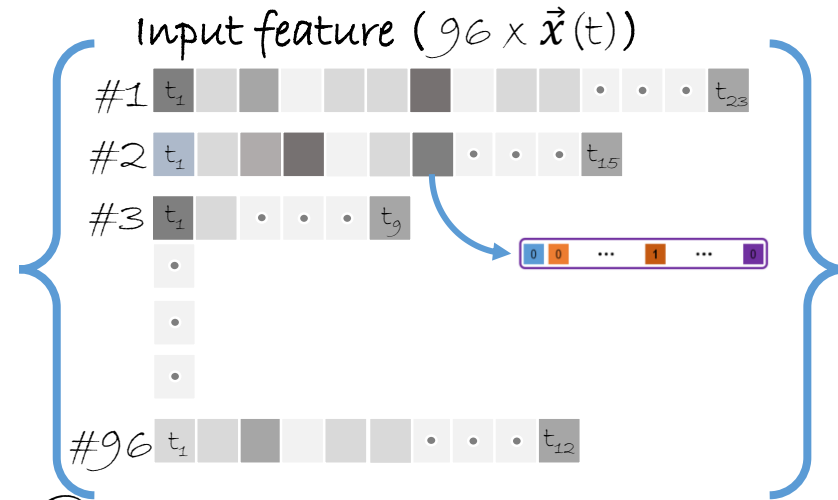 Input feature (96 x x⃗(t))
#1 t₁ • • • t₂₃
#2 t₁ • • • t₁₅
#3 t₁ • • • t₉
0 0 ... 1 ... 0
#96 t₁ • • • t₁₂